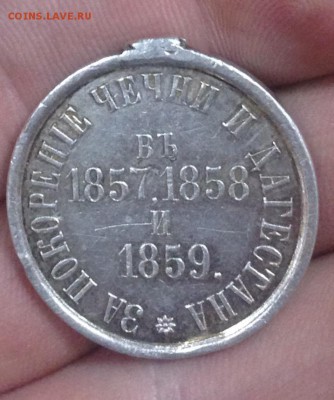 COINS.LAVE.RU
ЗА ПОКОРЕНІЕ ЧЕЧНИ И ДАГЕСТАНА
ВЪ
1857,1858
И
1859.